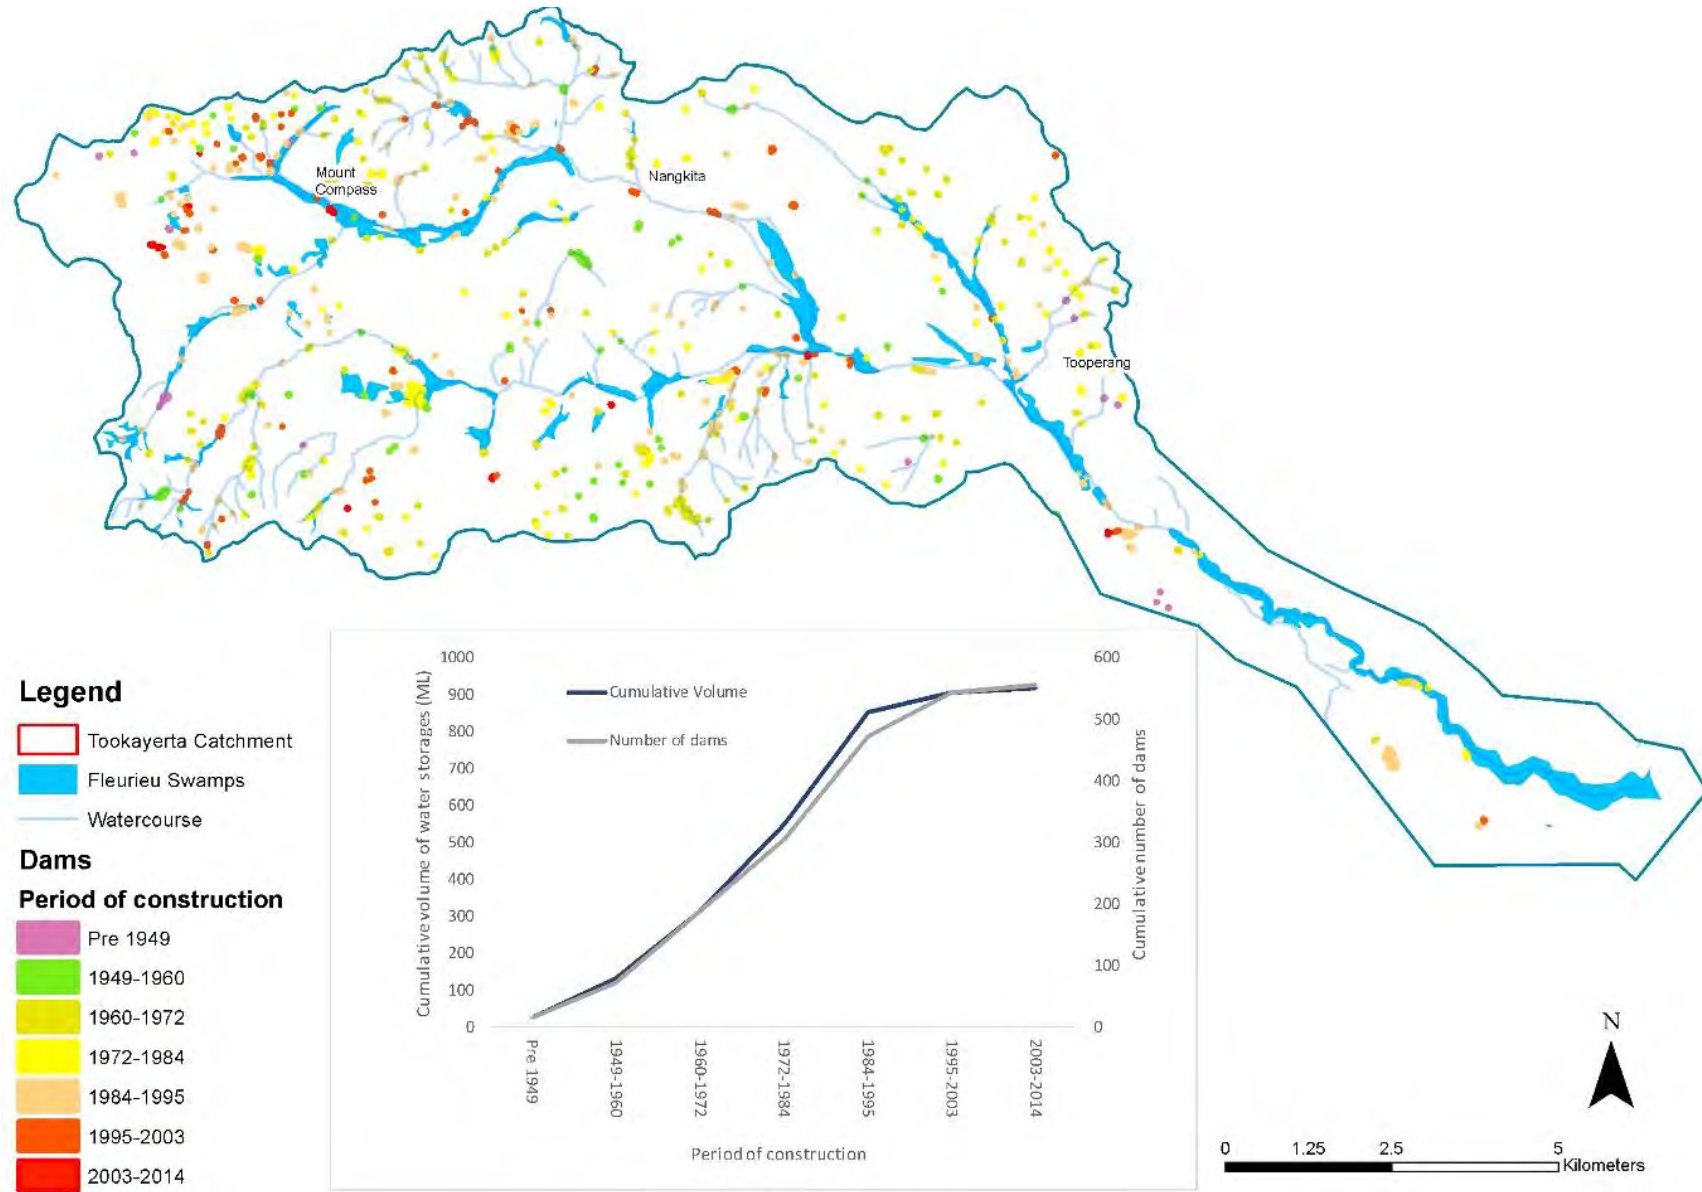 Mount
Compass
Nangkita
Tooperang
Legend
Tookayerta Catchment
Fleurieu Swamps
Watercourse
Dams
Period of construction
Pre 1949
1949-1960
1960-1972
1972-1984
1984-1995
1995-2003
2003-2014
Cumulative volume of water storages (ML)
1000
900
800
700
600
500
400
300
200
100
0
Cumulative Volume
Number of dams
600
500
400
300
200
100
0
Cumulative number of dams
Pre 1949
1949-1960
1960-1972
1972-1984
1984-1995
1995-2003
2003-2014
Period of construction
N
0 1.25 2.5 5
Kilometers